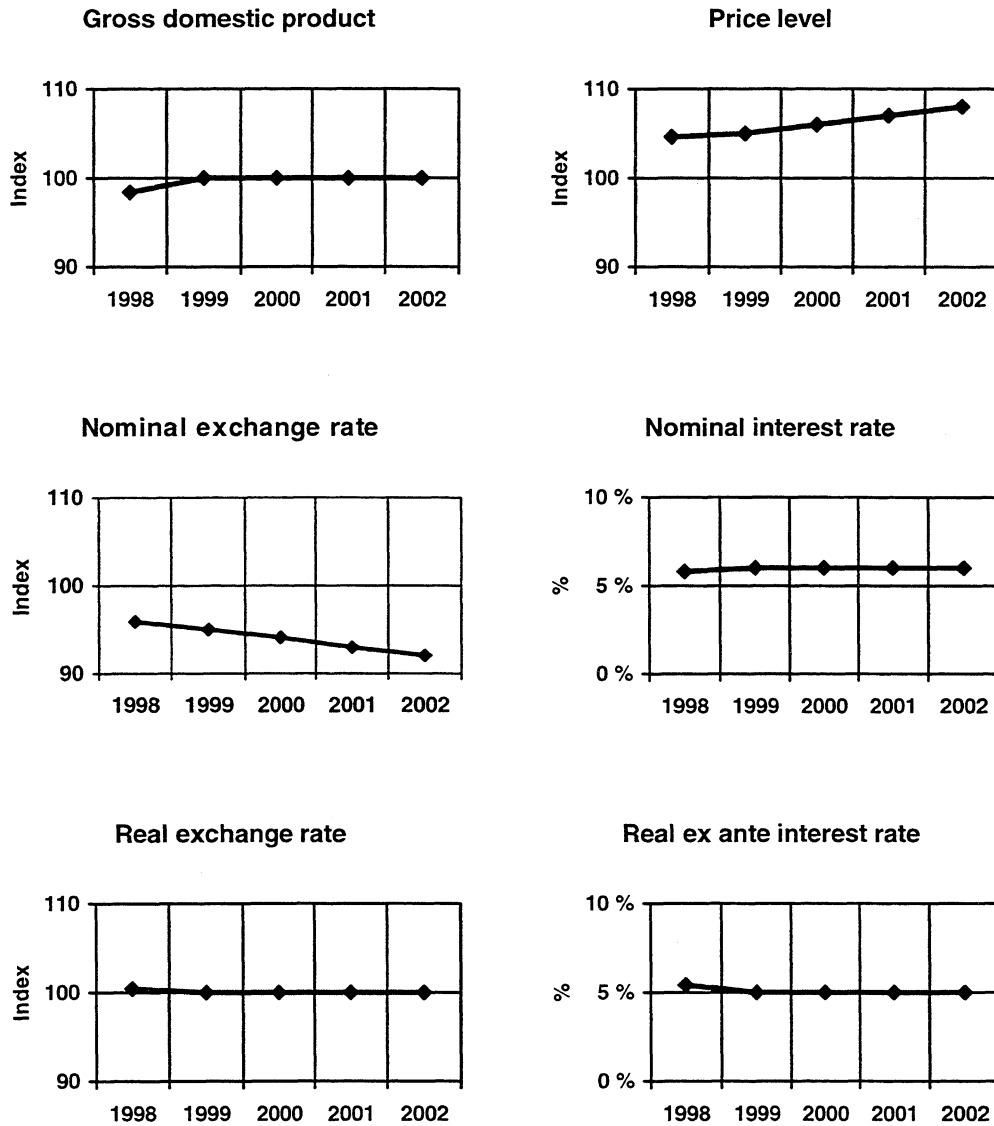 Gross domestic product
110
100
90
Index
1998 1999 2000 2001 2002
Price level
110
100
90
Index
1998 1999 2000 2001 2002
Nominal exchange rate
110
100
90
Index
1998 1999 2000 2001 2002
Nominal interest rate
10 %
5 %
0 %
%
1998 1999 2000 2001 2002
Real exchange rate
110
100
90
Index
1998 1999 2000 2001 2002
Real ex ante interest rate
10 %
5 %
0 %
%
1998 1999 2000 2001 2002